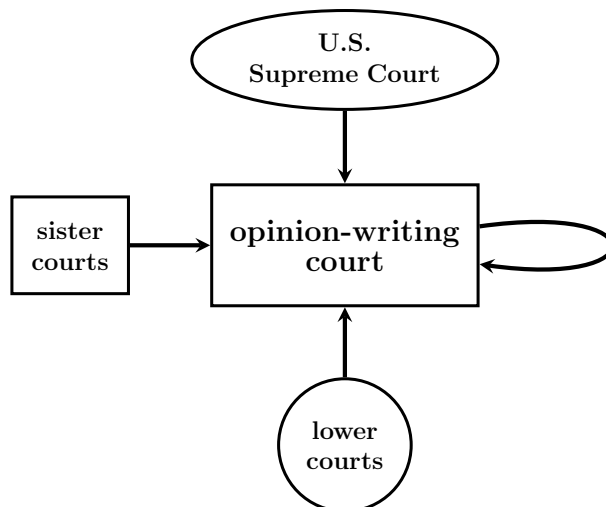 U.S.
Supreme Court
sister
courts
opinion-writing
court
lower
courts